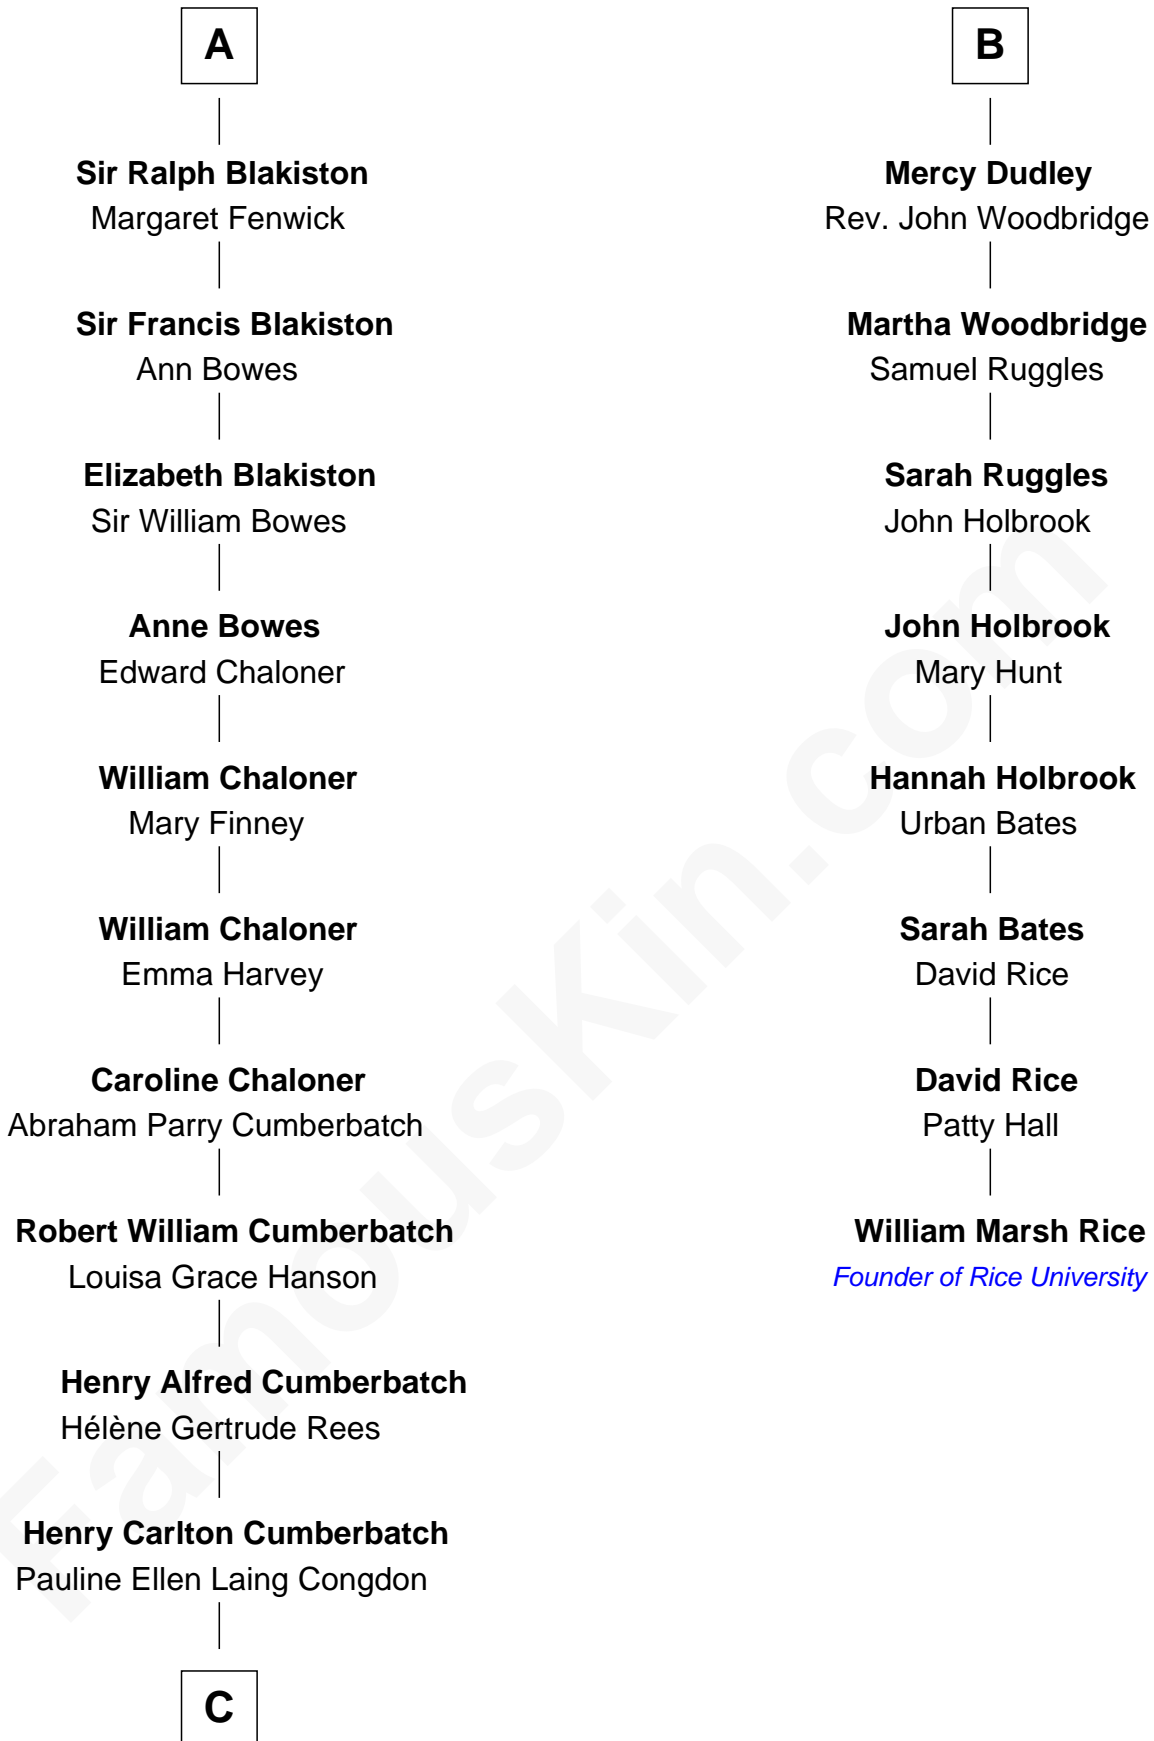 A
Sir Ralph Blakiston
Margaret Fenwick
Sir Francis Blakiston
Ann Bowes
Elizabeth Blakiston
Sir William Bowes
Anne Bowes
Edward Chaloner
William Chaloner
Mary Finney
William Chaloner
Emma Harvey
Caroline Chaloner
Abraham Parry Cumberbatch
Robert William Cumberbatch
Louisa Grace Hanson
Henry Alfred Cumberbatch
Hélène Gertrude Rees
Henry Carlton Cumberbatch
Pauline Ellen Laing Congdon
C
B
Mercy Dudley
Rev. John Woodbridge
Martha Woodbridge
Samuel Ruggles
Sarah Ruggles
John Holbrook
John Holbrook
Mary Hunt
Hannah Holbrook
Urban Bates
Sarah Bates
David Rice
David Rice
Patty Hall
William Marsh Rice
Founder of Rice University
FamousKin.com